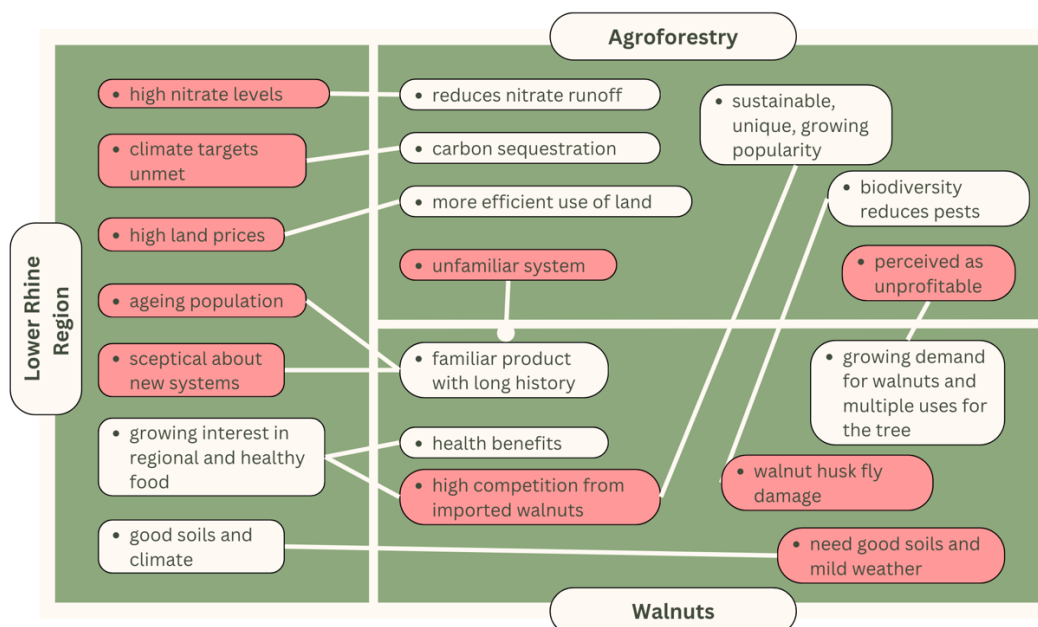 Agroforestry
Lower Rhine
Region
• high nitrate levels
• climate targets
unmet
• high land prices
• ageing population
• sceptical about
new systems
• growing interest in
regional and healthy
food
• good soils and
climate
• reduces nitrate runoff
• carbon sequestration
• more efficient use of land
• unfamiliar system
• sustainable,
unique, growing
popularity
• biodiversity
reduces pests
• perceived as
unprofitable
• familiar product
with long history
• health benefits
• high competition from
imported walnuts
• growing demand
for walnuts and
multiple uses for
the tree
• walnut husk fly
damage
• need good soils and
mild weather
Walnuts